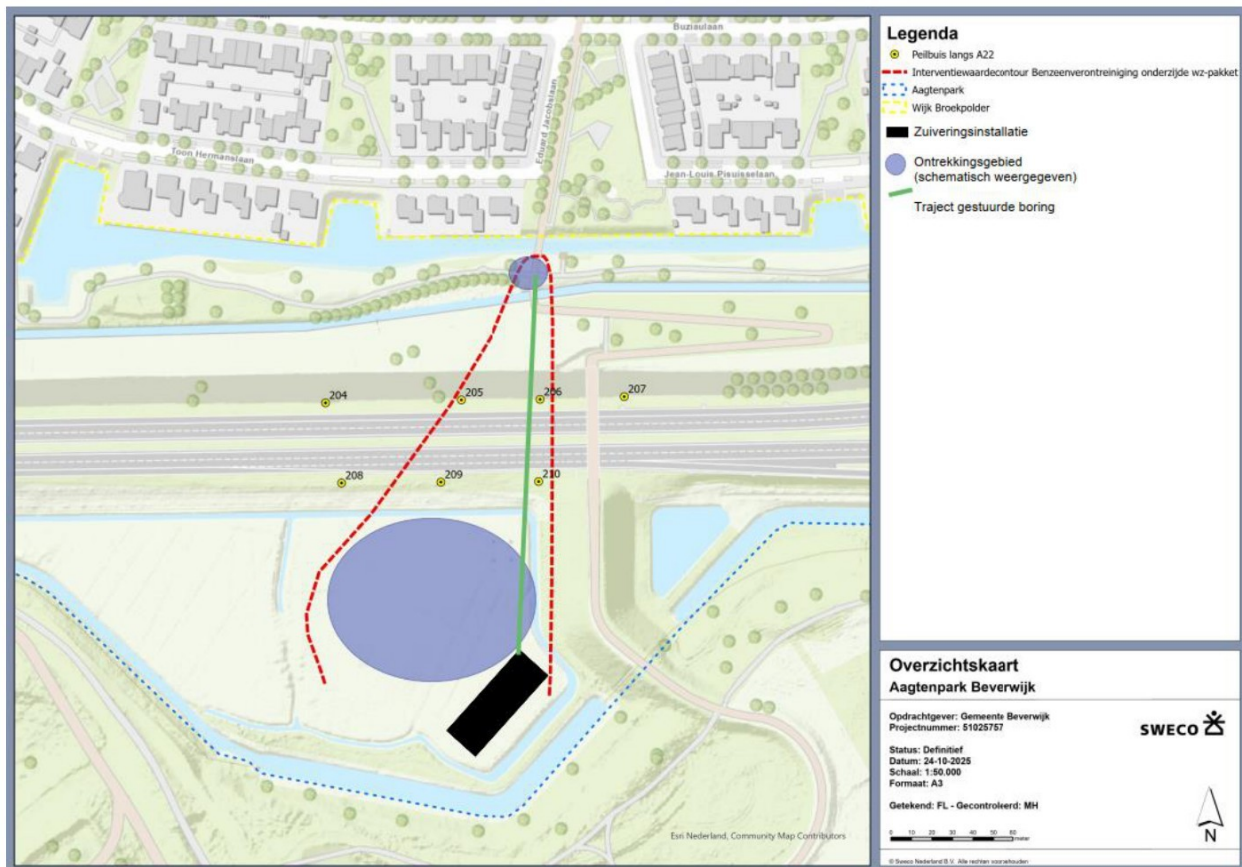 Buziaulaan
Eduard Jacobslaan
Toon Hermanslaan
Jean-Louis Pisuisselaan
204
205
206
207
208
209
210
Esri Nederland, Community Map Contributors
Legenda
Peilbuis langs A22
Interventiewaardecontour Benzeenverontreiniging onderzijde wz-pakket
Aagtenpark
Wijk Broekpolder
Zuiveringsinstallatie
Ontrekkingsgebied
(schematisch weergegeven)
Traject gestuurde boring
Overzichtskaart
Aagtenpark Beverwijk
Opdrachtgever: Gemeente Beverwijk
Projectnummer: 51025757
SWECO
Status: Definitief
Datum: 24-10-2025
Schaal: 1:50.000
Formaat: A3
Getekend: FL - Gecontroleerd: MH
0 10 20 30 40 50 60
meter
N
© Sweco Nederland B.V. Alle rechten voorbehouden